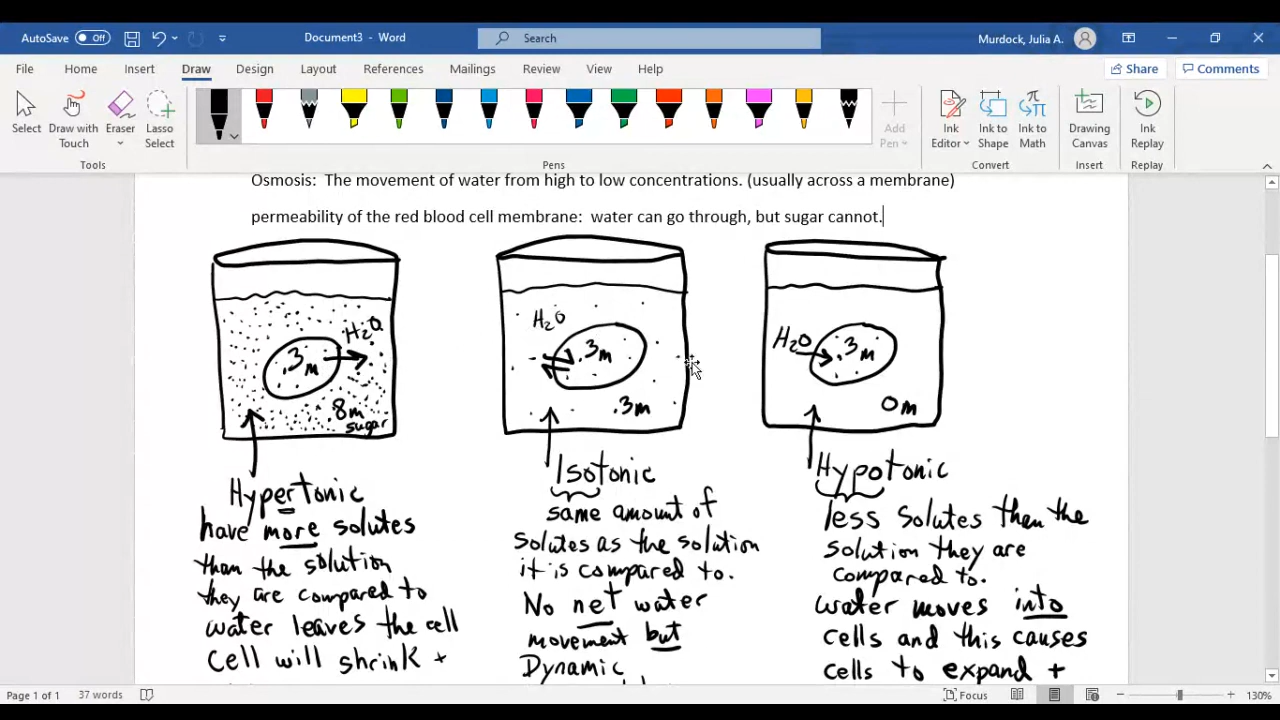 AutoSave Off
Document3 - Word
Search
Murdock, Julia A.
File Home Insert Draw Design Layout References Mailings Review View Help
Share Comments
Select Draw with Touch Eraser Lasso Select
Add Pen
Ink Editor Ink to Shape Ink to Math Drawing Canvas Ink Replay
Tools Pens Convert Insert Replay
Osmosis: The movement of water from high to low concentrations. (usually across a membrane)
permeability of the red blood cell membrane: water can go through, but sugar cannot.
H₂O
.3m
8m
sugar
Hypertonic
have more solutes
than the solution
they are compared to
water leaves the cell
Cell will shrink +
H₂O
.3m
.3m
Isotonic
same amount of
solutes as the solution
it is compared to.
No net water
movement but
Dynamic
H₂O
.3m
0m
Hypotonic
less solutes than the
solution they are
compared to.
water moves into
cells and this causes
cells to expand +
Page 1 of 1 37 words
Focus
130%